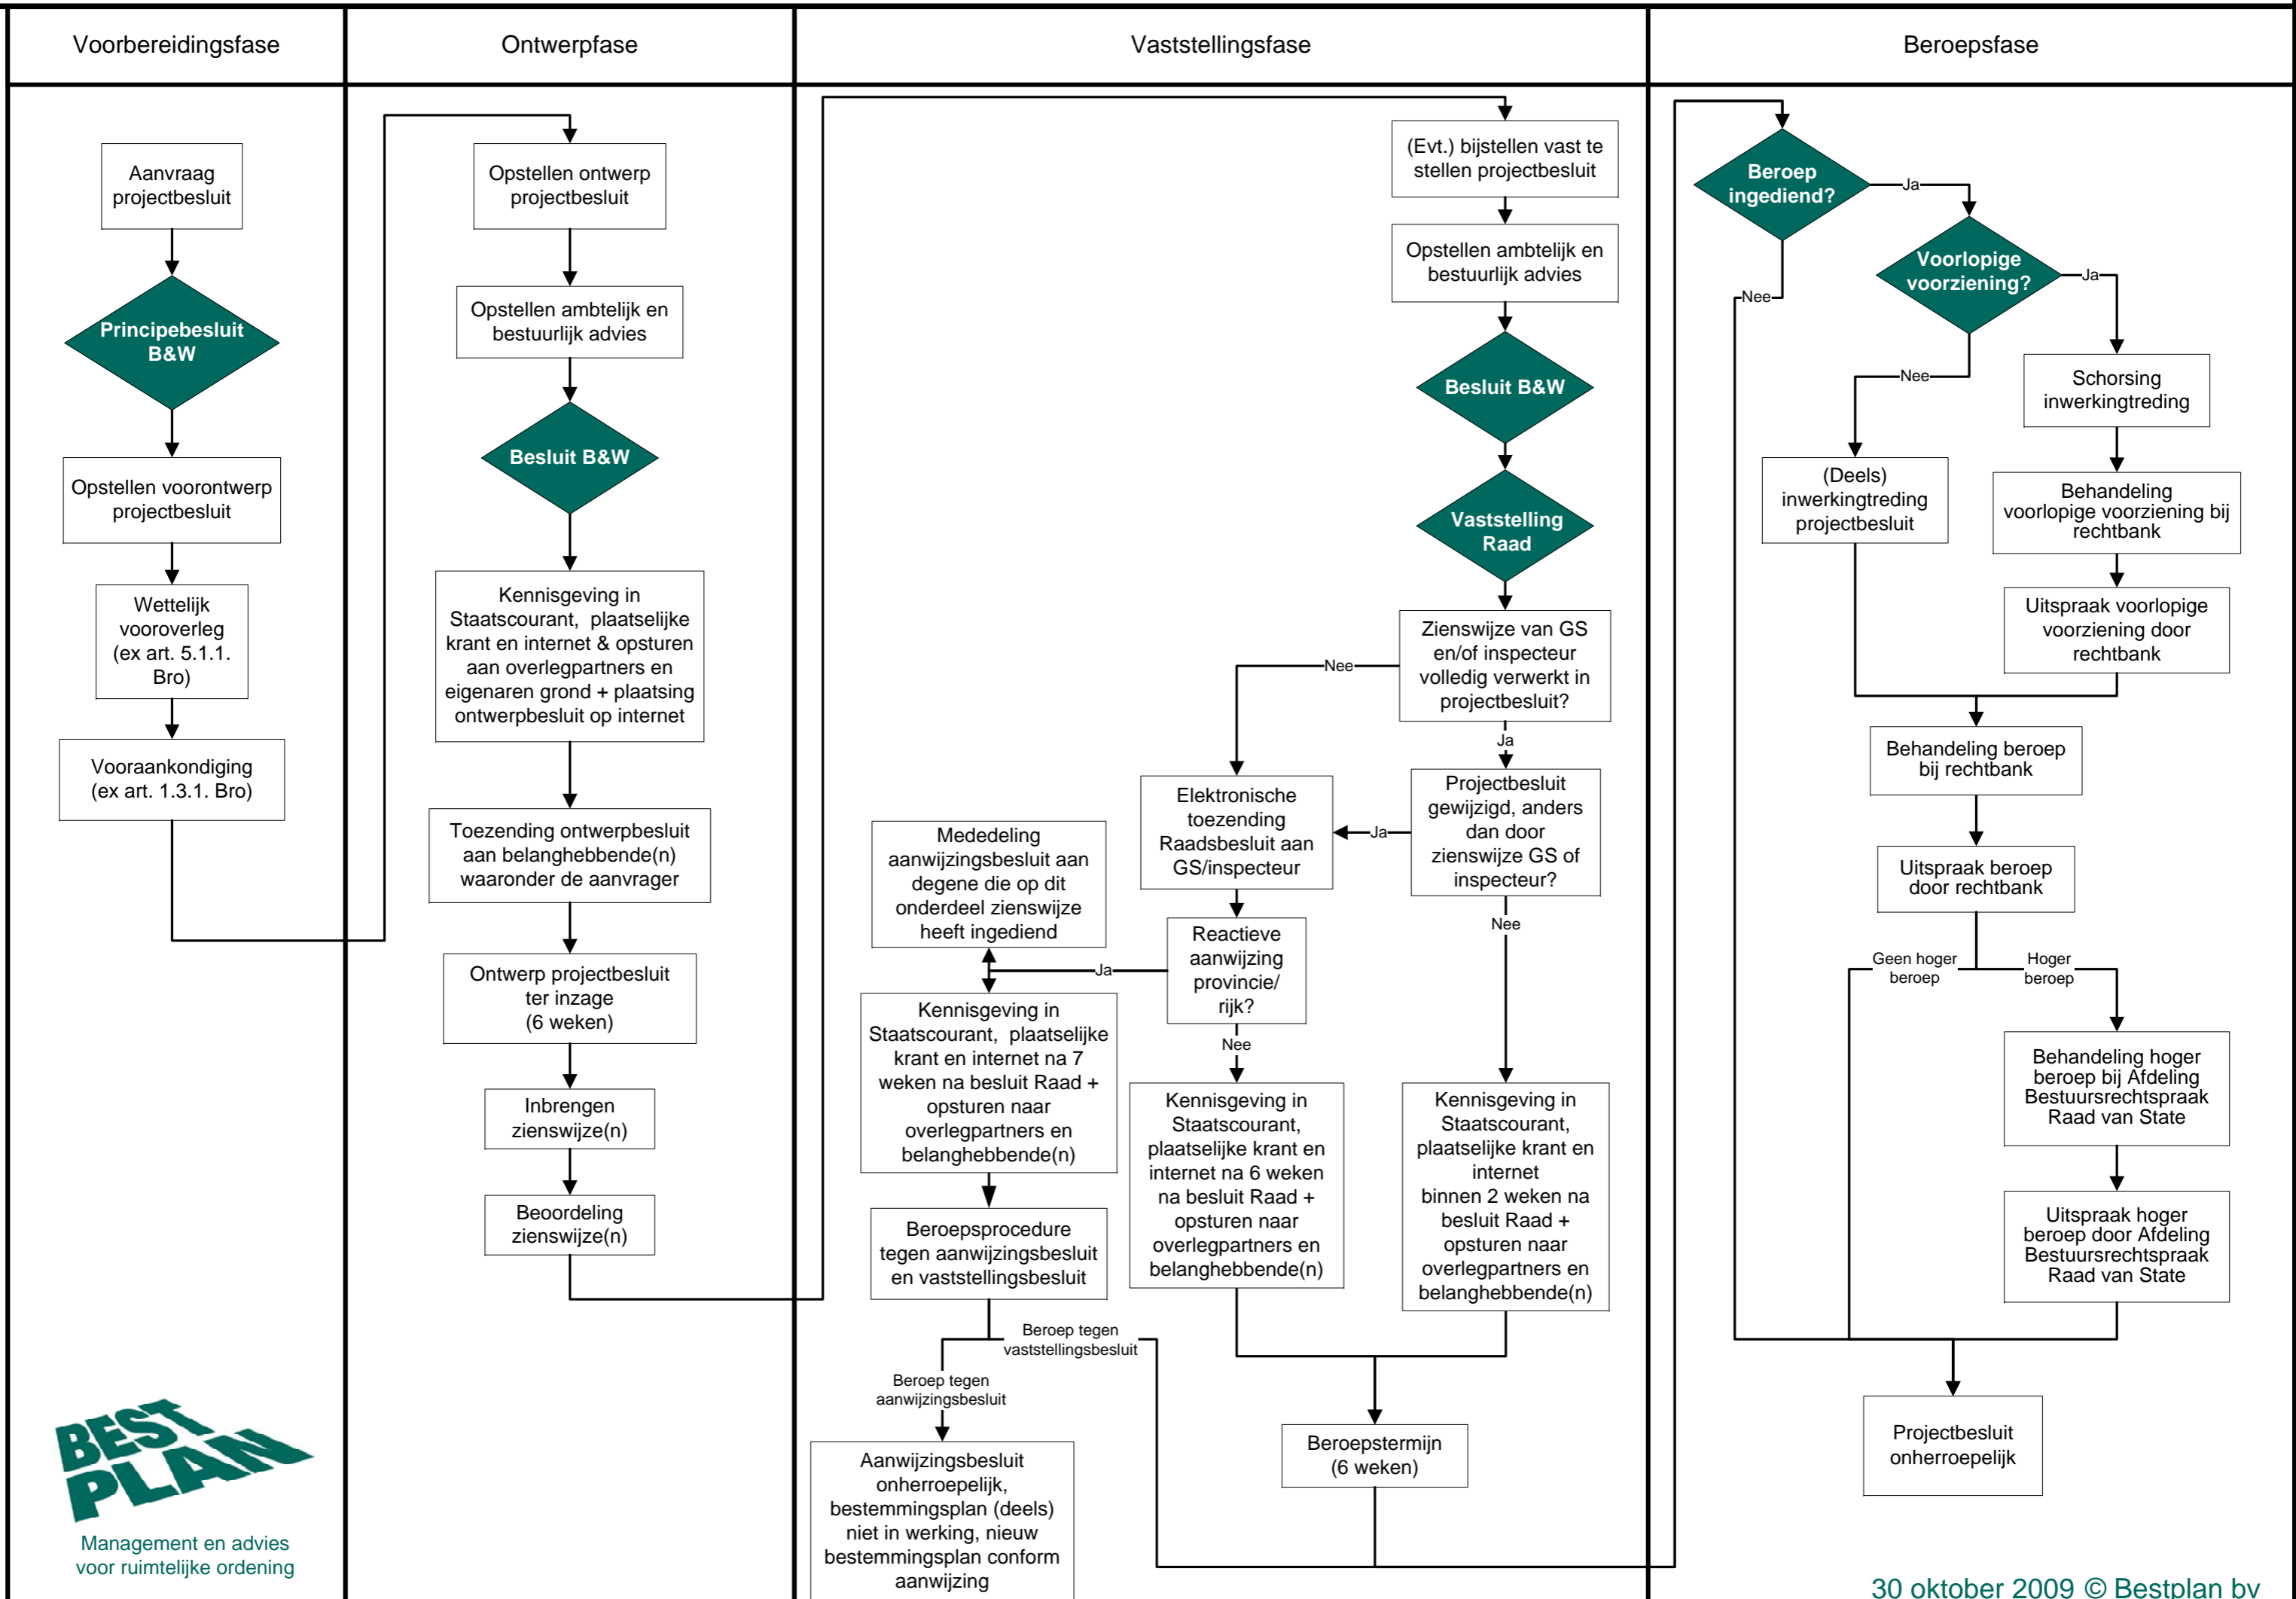 Voorbereidingsfase
Ontwerpfase
Vaststellingsfase
Beroepsfase
Aanvraag
projectbesluit
Principebesluit
B&W
Opstellen voorontwerp
projectbesluit
Wettelijk
vooroverleg
(ex art. 5.1.1.
Bro)
Vooraankondiging
(ex art. 1.3.1. Bro)
BEST
PLAN
Management en advies
voor ruimtelijke ordening
Opstellen ontwerp
projectbesluit
Opstellen ambtelijk en
bestuurlijk advies
Besluit B&W
Kennisgeving in
Staatscourant, plaatselijke
krant en internet & opsturen
aan overlegpartners en
eigenaren grond + plaatsing
ontwerpbesluit op internet
Toezending ontwerpbesluit
aan belanghebbende(n)
waaronder de aanvrager
Ontwerp projectbesluit
ter inzage
(6 weken)
Inbrengen
zienswijze(n)
Beoordeling
zienswijze(n)
(Evt.) bijstellen vast te
stellen projectbesluit
Opstellen ambtelijk en
bestuurlijk advies
Besluit B&W
Vaststelling
Raad
Zienswijze van GS
en/of inspecteur
volledig verwerkt in
projectbesluit?
Nee
Ja
Projectbesluit
gewijzigd, anders
dan door
zienswijze GS of
inspecteur?
Ja
Nee
Elektronische
toezending
Raadsbesluit aan
GS/inspecteur
Reactieve
aanwijzing
provincie/
rijk?
Ja
Nee
Mededeling
aanwijzingsbesluit aan
degene die op dit
onderdeel zienswijze
heeft ingediend
Kennisgeving in
Staatscourant, plaatselijke
krant en internet na 7
weken na besluit Raad +
opsturen naar
overlegpartners en
belanghebbende(n)
Kennisgeving in
Staatscourant,
plaatselijke krant en
internet na 6 weken
na besluit Raad +
opsturen naar
overlegpartners en
belanghebbende(n)
Kennisgeving in
Staatscourant,
plaatselijke krant en
internet
binnen 2 weken na
besluit Raad +
opsturen naar
overlegpartners en
belanghebbende(n)
Beroepsprocedure
tegen aanwijzingsbesluit
en vaststellingsbesluit
Beroep tegen
vaststellingsbesluit
Beroep tegen
aanwijzingsbesluit
Aanwijzingsbesluit
onherroepelijk,
bestemmingsplan (deels)
niet in werking, nieuw
bestemmingsplan conform
aanwijzing
Beroepstermijn
(6 weken)
Beroep
ingediend?
Ja
Nee
Voorlopige
voorziening?
Ja
Nee
Schorsing
inwerkingtreding
(Deels)
inwerkingtreding
projectbesluit
Behandeling
voorlopige voorziening bij
rechtbank
Uitspraak voorlopige
voorziening door
rechtbank
Behandeling beroep
bij rechtbank
Uitspraak beroep
door rechtbank
Geen hoger
beroep
Hoger
beroep
Behandeling hoger
beroep bij Afdeling
Bestuursrechtspraak
Raad van State
Uitspraak hoger
beroep door Afdeling
Bestuursrechtspraak
Raad van State
Projectbesluit
onherroepelijk
30 oktober 2009 © Bestplan bv